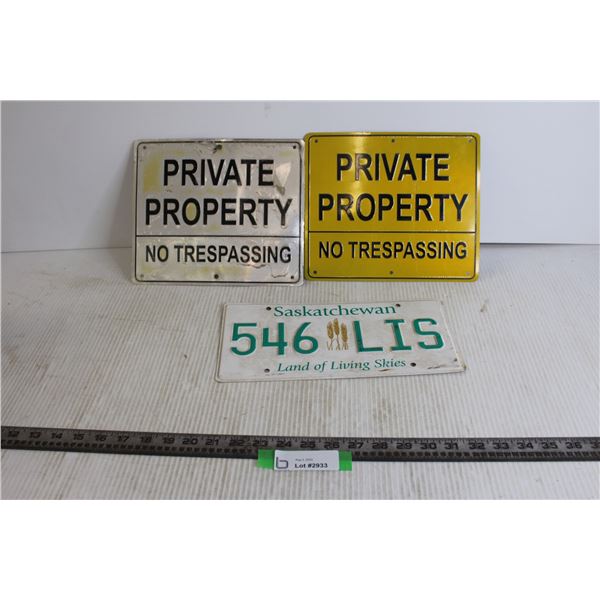 PRIVATE
PROPERTY
NO TRESPASSING
PRIVATE
PROPERTY
NO TRESPASSING
Saskatchewan
546 LIS
Land of Living Skies
12 13 14 15 16 17 18 19 20 21 22 23 24 25 26 27 28 29 30 31 32 33 34 35 36
Lot #2933